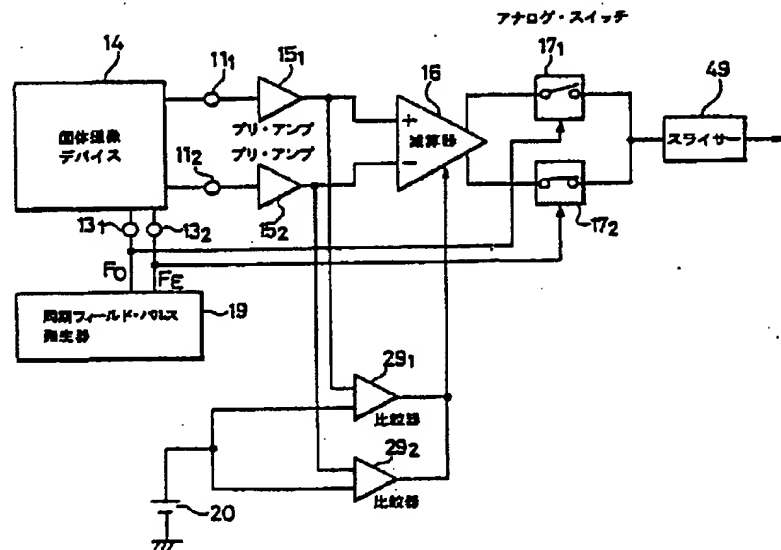 アナログ・スイッチ
14
11₁
15₁
16
17₁
49
固体撮像
デバイス
プリ・アンプ
プリ・アンプ
+
減算器
−
スライサー
11₂
15₂
17₂
13₁
13₂
FO
FE
同期フィールド・パルス
発生器
19
29₁
比較器
29₂
比較器
20